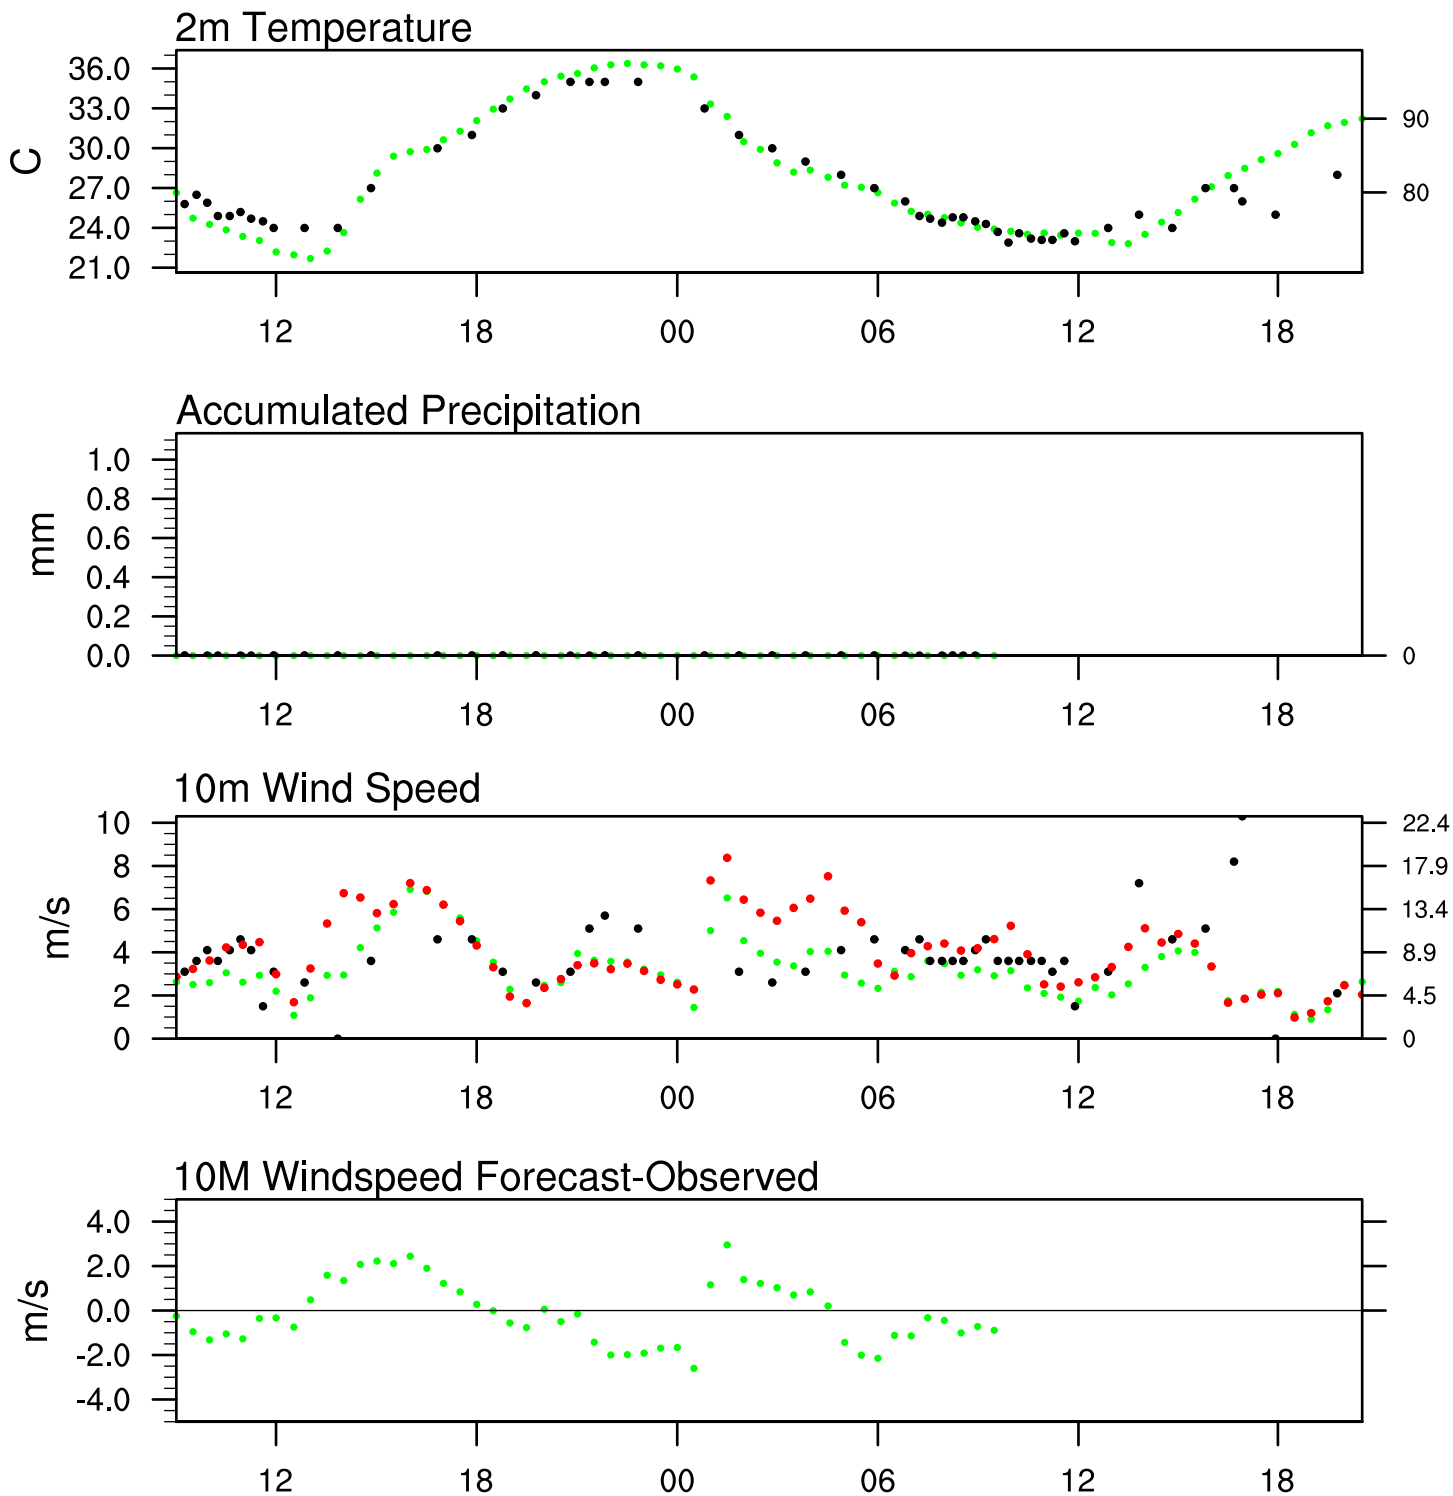 2m Temperature
36.0
33.0
30.0
27.0
24.0
21.0
C
90
80
12 18 00 06 12 18
Accumulated Precipitation
1.0
0.8
0.6
0.4
0.2
0.0
mm
0
12 18 00 06 12 18
10m Wind Speed
10
8
6
4
2
0
m/s
22.4
17.9
13.4
8.9
4.5
0
12 18 00 06 12 18
10M Windspeed Forecast-Observed
4.0
2.0
0.0
-2.0
-4.0
m/s
12 18 00 06 12 18